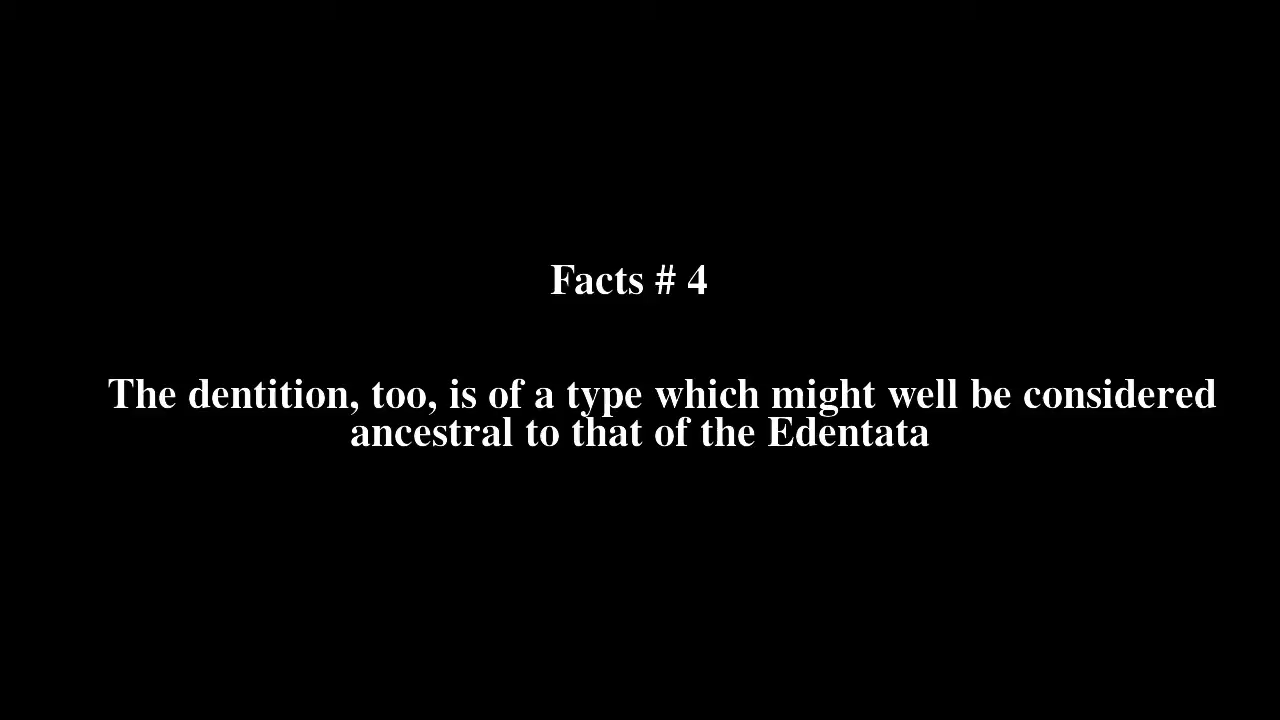 Facts # 4
The dentition, too, is of a type which might well be considered
ancestral to that of the Edentata